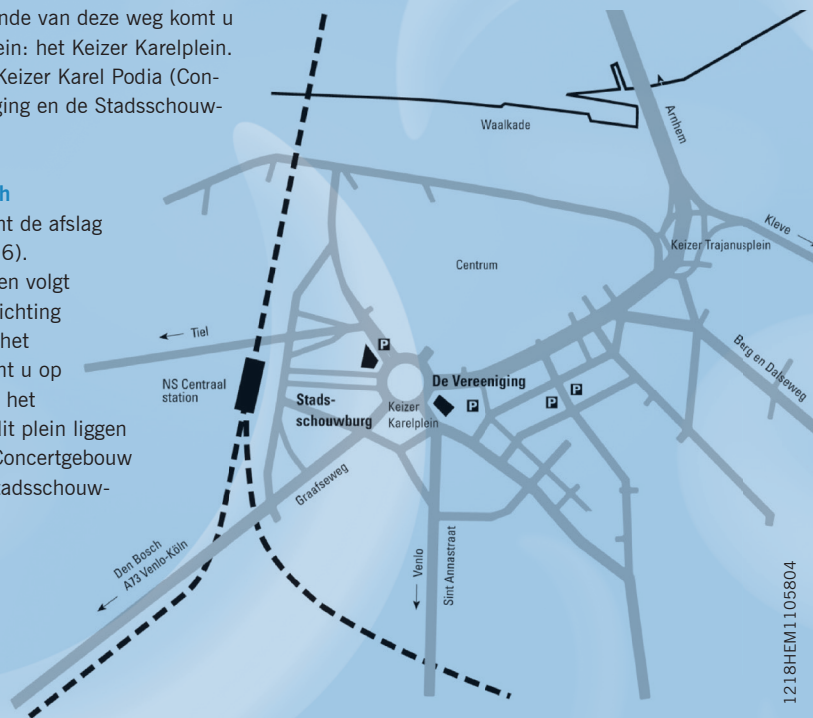 nde van deze weg komt u
ein: het Keizer Karelplein.
Keizer Karel Podia (Con-
ging en de Stadsschouw-
h
nt de afslag
6).
en volgt
ichting
het
nt u op
het
dit plein liggen
Concertgebouw
tadsschouw-
Waalkade
Arnhem
Kleve
Keizer Trajanusplein
Centrum
Berg en Dalseweg
Tiel
NS Centraal
station
P
Stads-
schouwburg
Keizer
Karelplein
De Vereeniging
P
P
P
Graafseweg
Den Bosch
A73 Venlo-Köln
Venlo
Sint Annastraat
1218HEM1105804